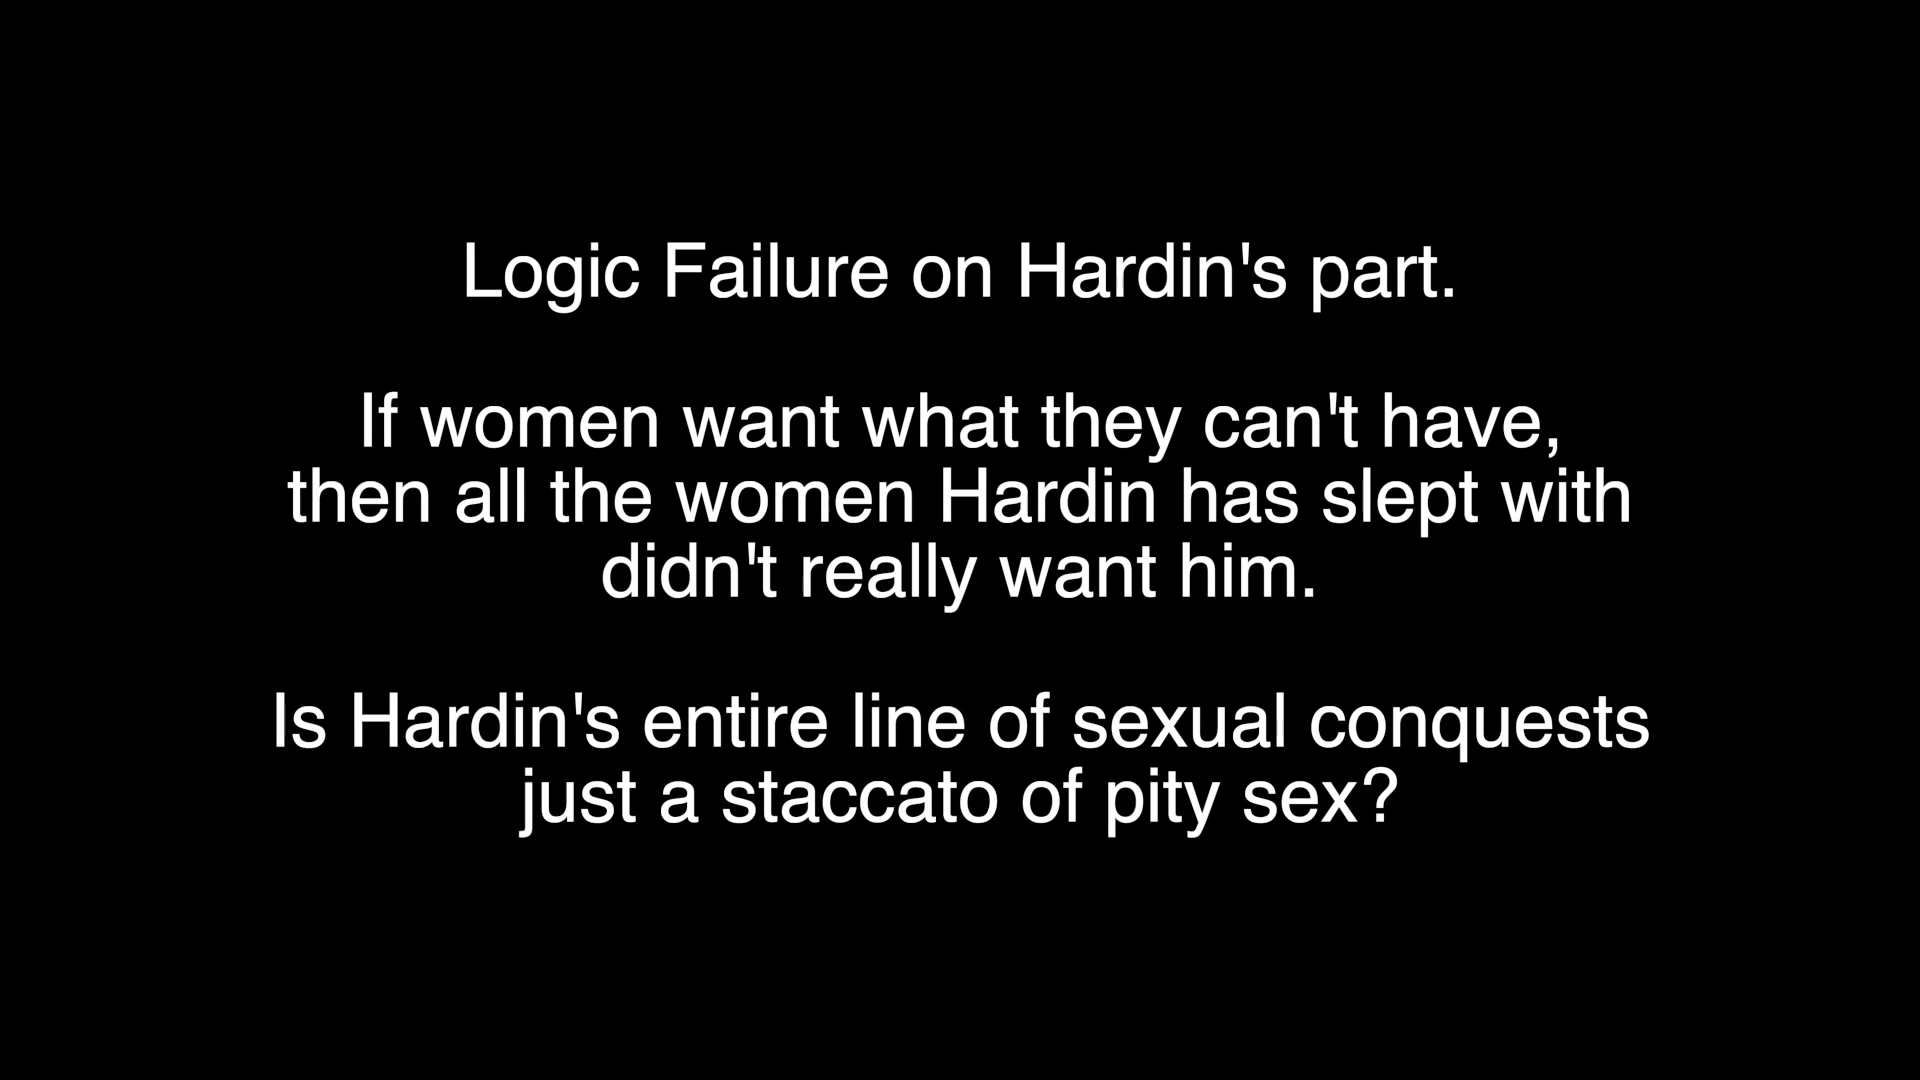 Logic Failure on Hardin's part.
If women want what they can't have,
then all the women Hardin has slept with
didn't really want him.
Is Hardin's entire line of sexual conquests
just a staccato of pity sex?